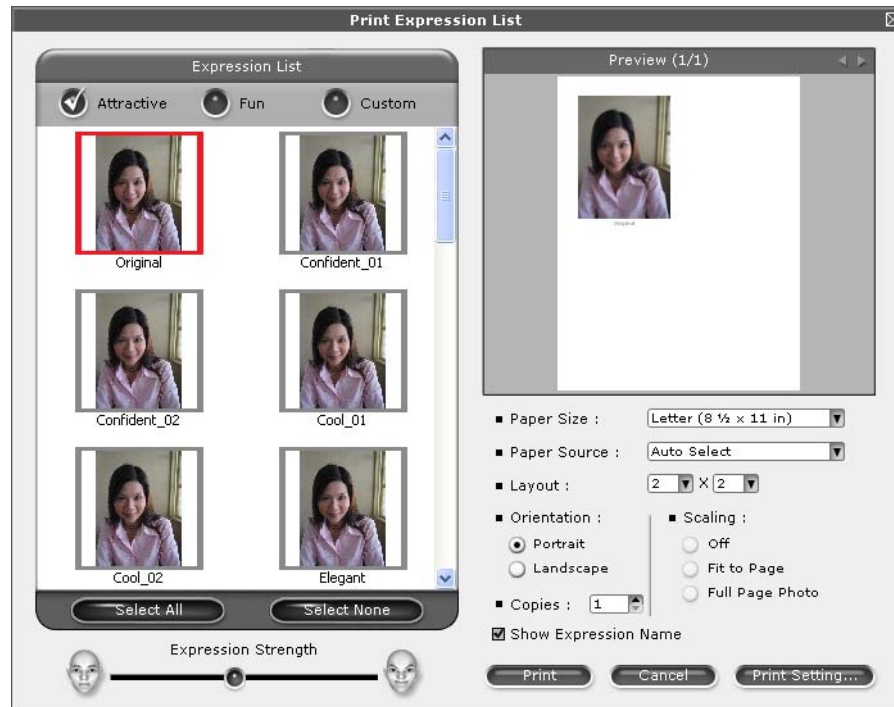 Print Expression List
Expression List
Attractive
Fun
Custom
Original
Confident_01
Confident_02
Cool_01
Cool_02
Elegant
Select All
Select None
Expression Strength
Preview (1/1)
Original
Paper Size :
Letter (8 ½ x 11 in)
Paper Source :
Auto Select
Layout :
2 X 2
Orientation :
Portrait
Landscape
Scaling :
Off
Fit to Page
Full Page Photo
Copies : 1
Show Expression Name
Print
Cancel
Print Setting...